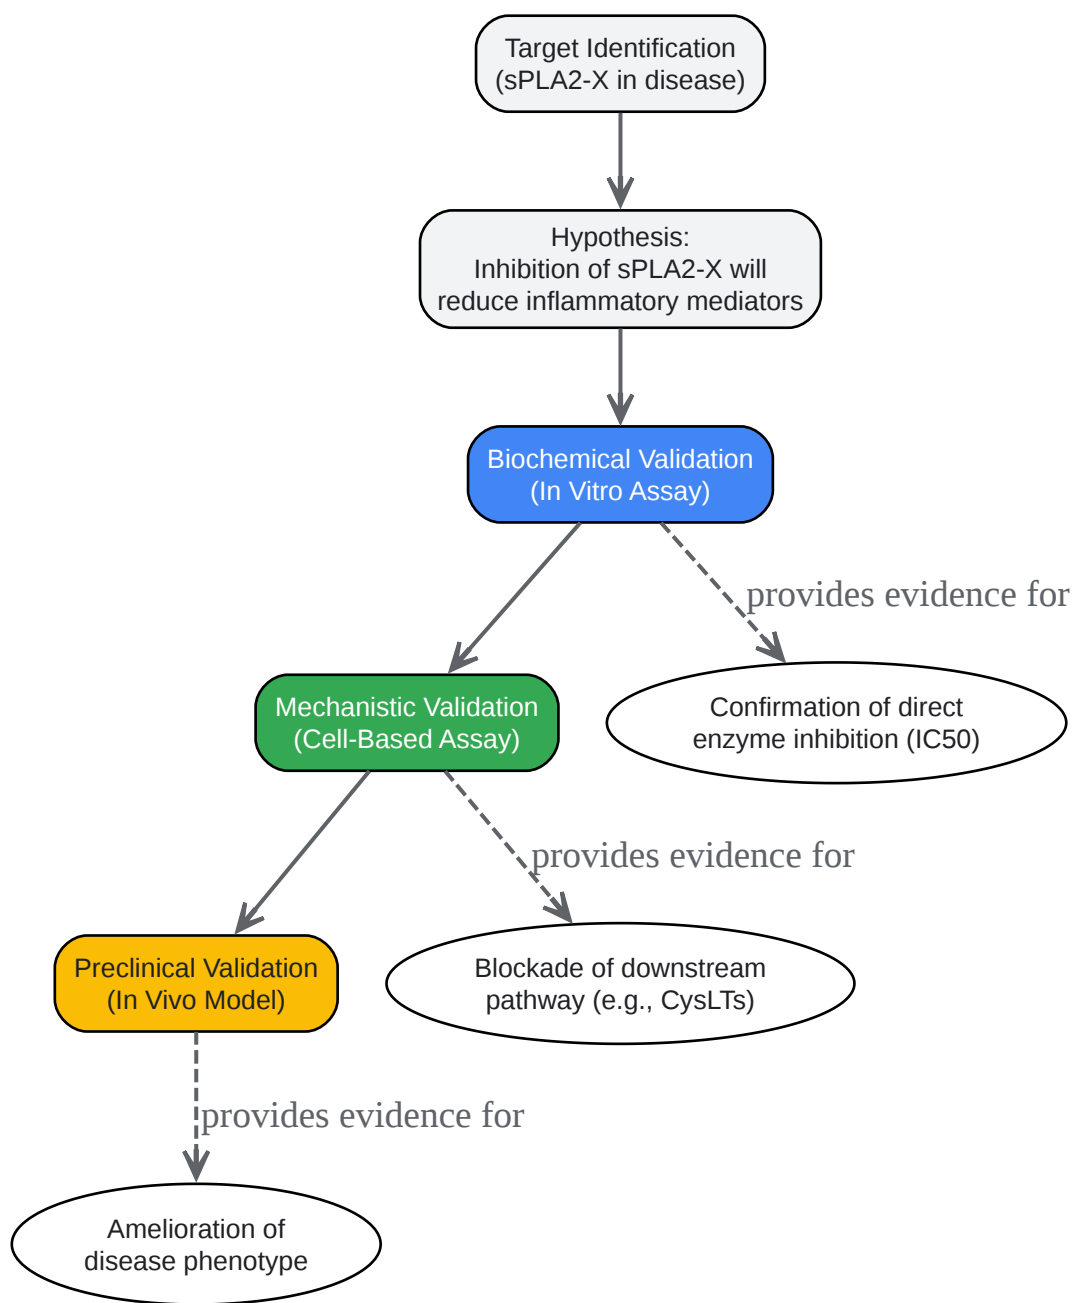 Target Identification
(sPLA2-X in disease)
Hypothesis:
Inhibition of sPLA2-X will
reduce inflammatory mediators
Biochemical Validation
(In Vitro Assay)
provides evidence for
Mechanistic Validation
(Cell-Based Assay)
Confirmation of direct
enzyme inhibition (IC50)
provides evidence for
Preclinical Validation
(In Vivo Model)
Blockade of downstream
pathway (e.g., CysLTs)
provides evidence for
Amelioration of
disease phenotype